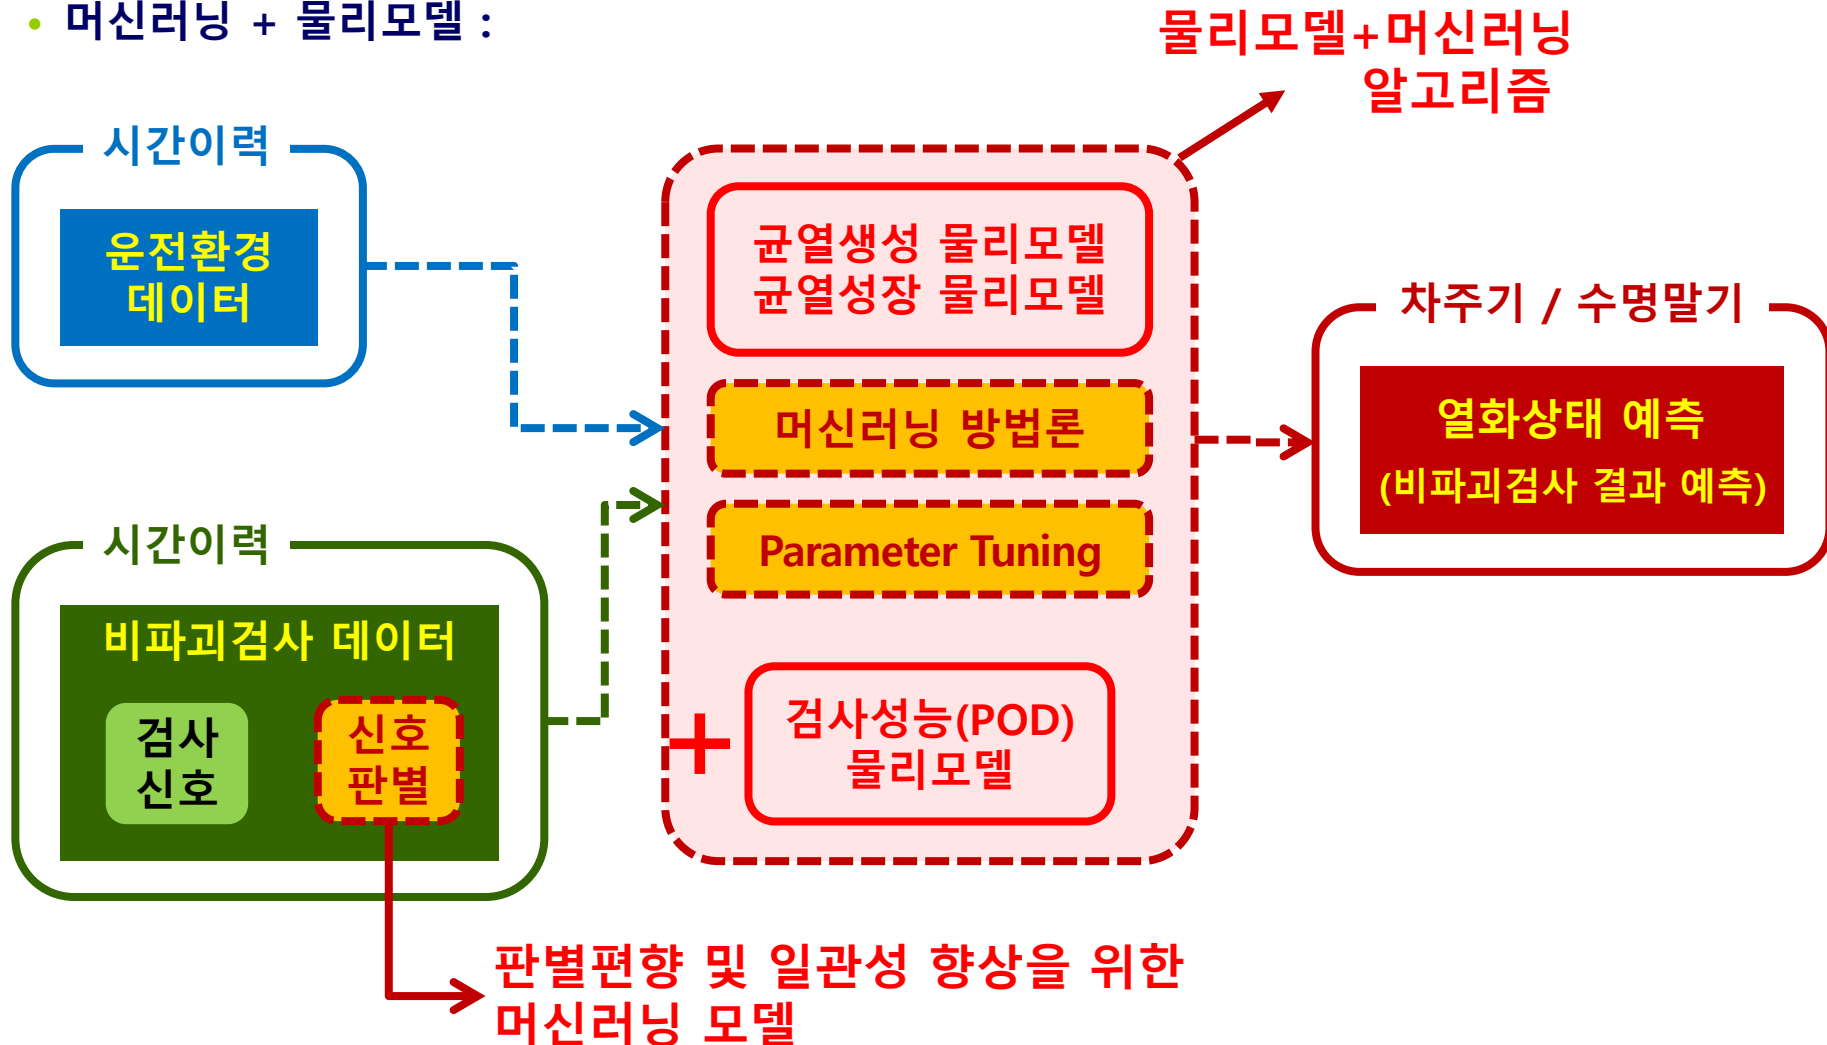 • 머신러닝 + 물리모델 :
물리모델+머신러닝
알고리즘
시간이력
운전환경
데이터
시간이력
비파괴검사 데이터
검사
신호
신호
판별
균열생성 물리모델
균열성장 물리모델
머신러닝 방법론
Parameter Tuning
+
검사성능(POD)
물리모델
차주기 / 수명말기
열화상태 예측
(비파괴검사 결과 예측)
판별편향 및 일관성 향상을 위한
머신러닝 모델